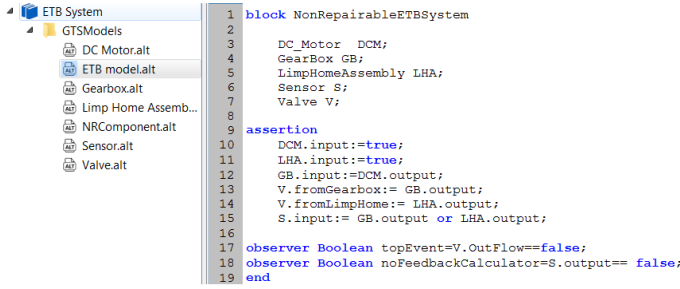 ETB System
GTSModels
DC Motor.alt
ETB model.alt
Gearbox.alt
Limp Home Assemb...
NRComponent.alt
Sensor.alt
Valve.alt
1 block NonRepairableETBSystem
2
3     DC_Motor  DCM;
4     GearBox GB;
5     LimpHomeAssembly LHA;
6     Sensor S;
7     Valve V;
8
9 assertion
10     DCM.input:=true;
11     LHA.input:=true;
12     GB.input:=DCM.output;
13     V.fromGearbox:= GB.output;
14     V.fromLimpHome:= LHA.output;
15     S.input:= GB.output or LHA.output;
16
17 observer Boolean topEvent=V.OutFlow==false;
18 observer Boolean noFeedbackCalculator=S.output== false;
19 end